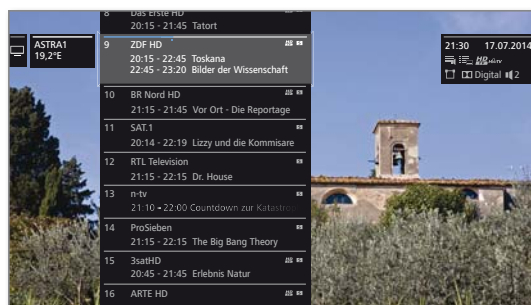 8 Das Erste HD
20:15 - 21:45 Tatort
ASTRA1
19,2°E
9 ZDF HD
20:15 - 22:45 Toskana
22:45 - 23:20 Bilder der Wissenschaft
10 BR Nord HD
21:15 - 21:45 Vor Ort - Die Reportage
11 SAT.1
20:14 - 22:19 Lizzy und die Kommisare
12 RTL Television
21:15 - 22:15 Dr. House
13 n-tv
21:10 - 22:00 Countdown zur Katastro
14 ProSieben
21:15 - 22:15 The Big Bang Theory
15 3satHD
20:45 - 21:45 Erlebnis Natur
16 ARTE HD
21:30 17.07.2014
Digital 2